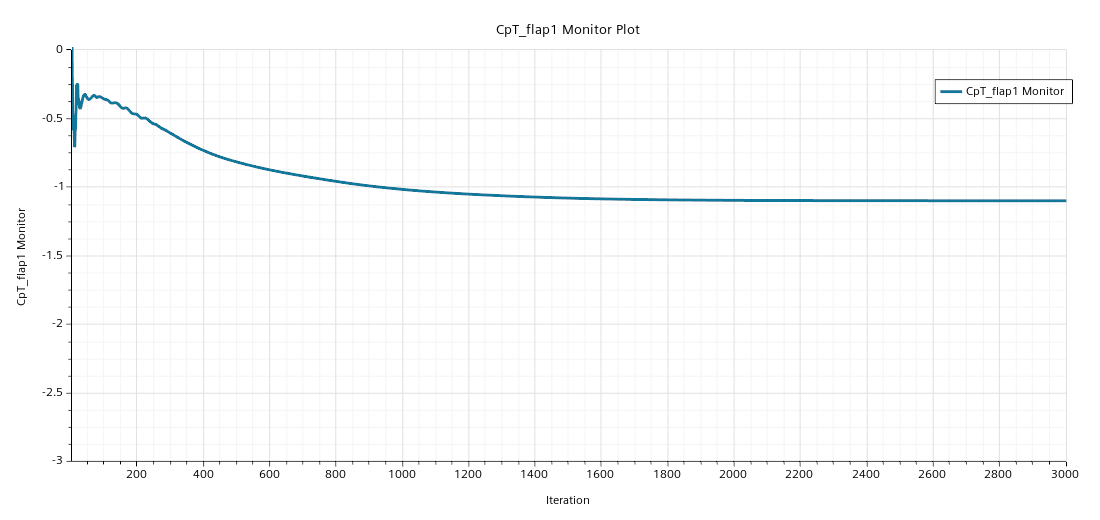 CpT_flap1 Monitor Plot
CpT_flap1 Monitor
0
-0.5
-1
-1.5
-2
-2.5
-3
CpT_flap1 Monitor
200 400 600 800 1000 1200 1400 1600 1800 2000 2200 2400 2600 2800 3000
Iteration